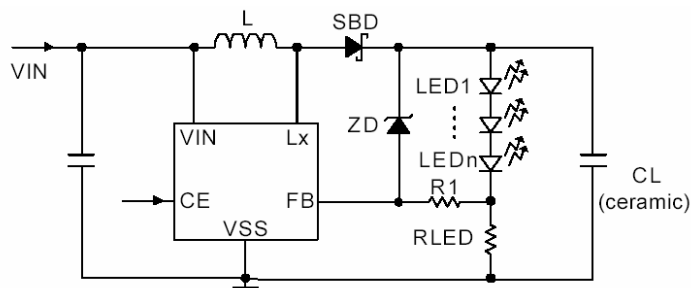 L
SBD
VIN
LED1
VIN
Lx
ZD
LEDn
CE
FB
R1
CL
(ceramic)
VSS
RLED